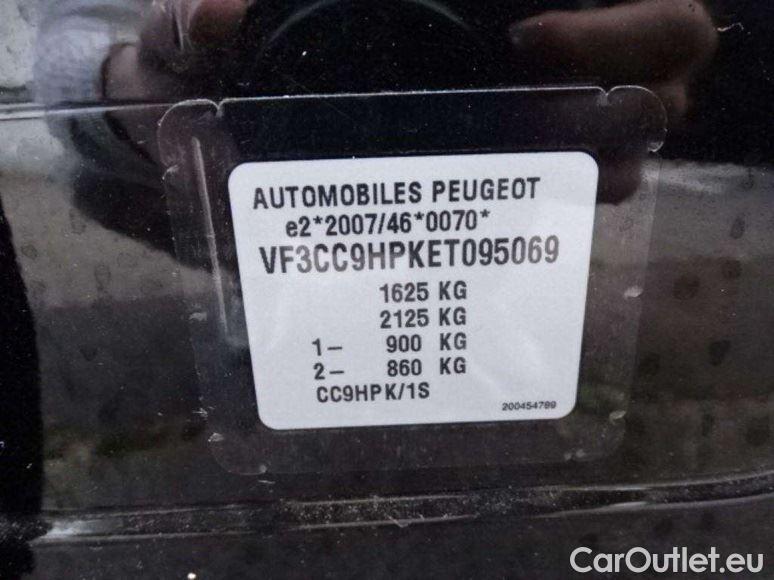 AUTOMOBILES PEUGEOT
e2*2007/46*0070*
VF3CC9HPKET095069
1625 KG
2125 KG
1- 900 KG
2- 860 KG
CC9HPK/1S
200454789
CarOutlet.eu